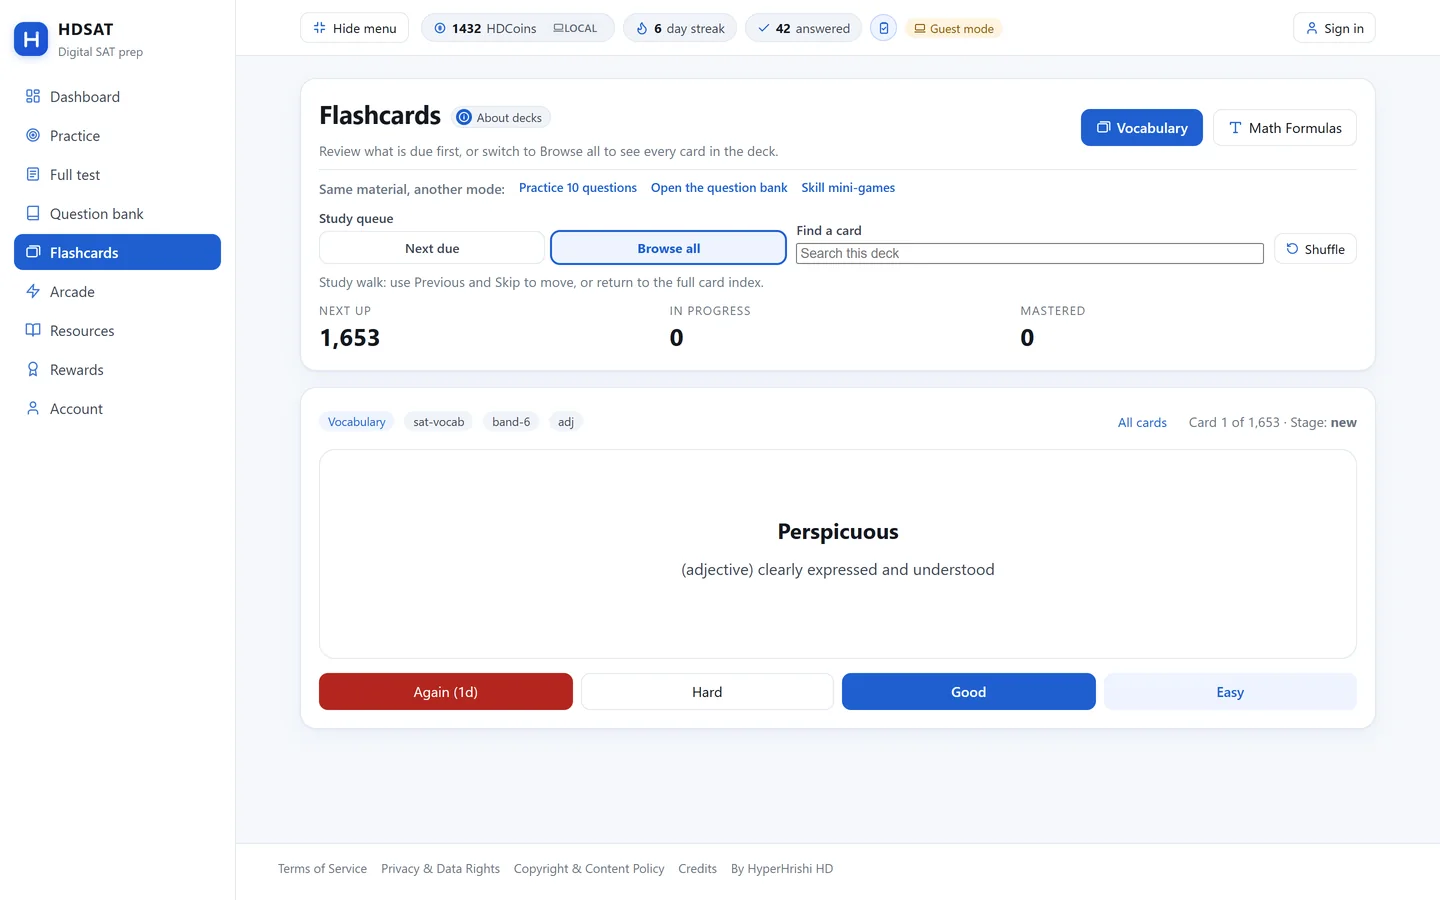 H HDSAT
Digital SAT prep
Dashboard
Practice
Full test
Question bank
Flashcards
Arcade
Resources
Rewards
Account
Hide menu 1432 HDCoins LOCAL 6 day streak 42 answered Guest mode Sign in
Flashcards About decks
Vocabulary Math Formulas
Review what is due first, or switch to Browse all to see every card in the deck.
Same material, another mode: Practice 10 questions Open the question bank Skill mini-games
Study queue
Next due Browse all
Find a card
Search this deck
Shuffle
Study walk: use Previous and Skip to move, or return to the full card index.
NEXT UP IN PROGRESS MASTERED
1,653 0 0
Vocabulary sat-vocab band-6 adj All cards Card 1 of 1,653 · Stage: new
Perspicuous
(adjective) clearly expressed and understood
Again (1d) Hard Good Easy
Terms of Service Privacy & Data Rights Copyright & Content Policy Credits By HyperHrishi HD